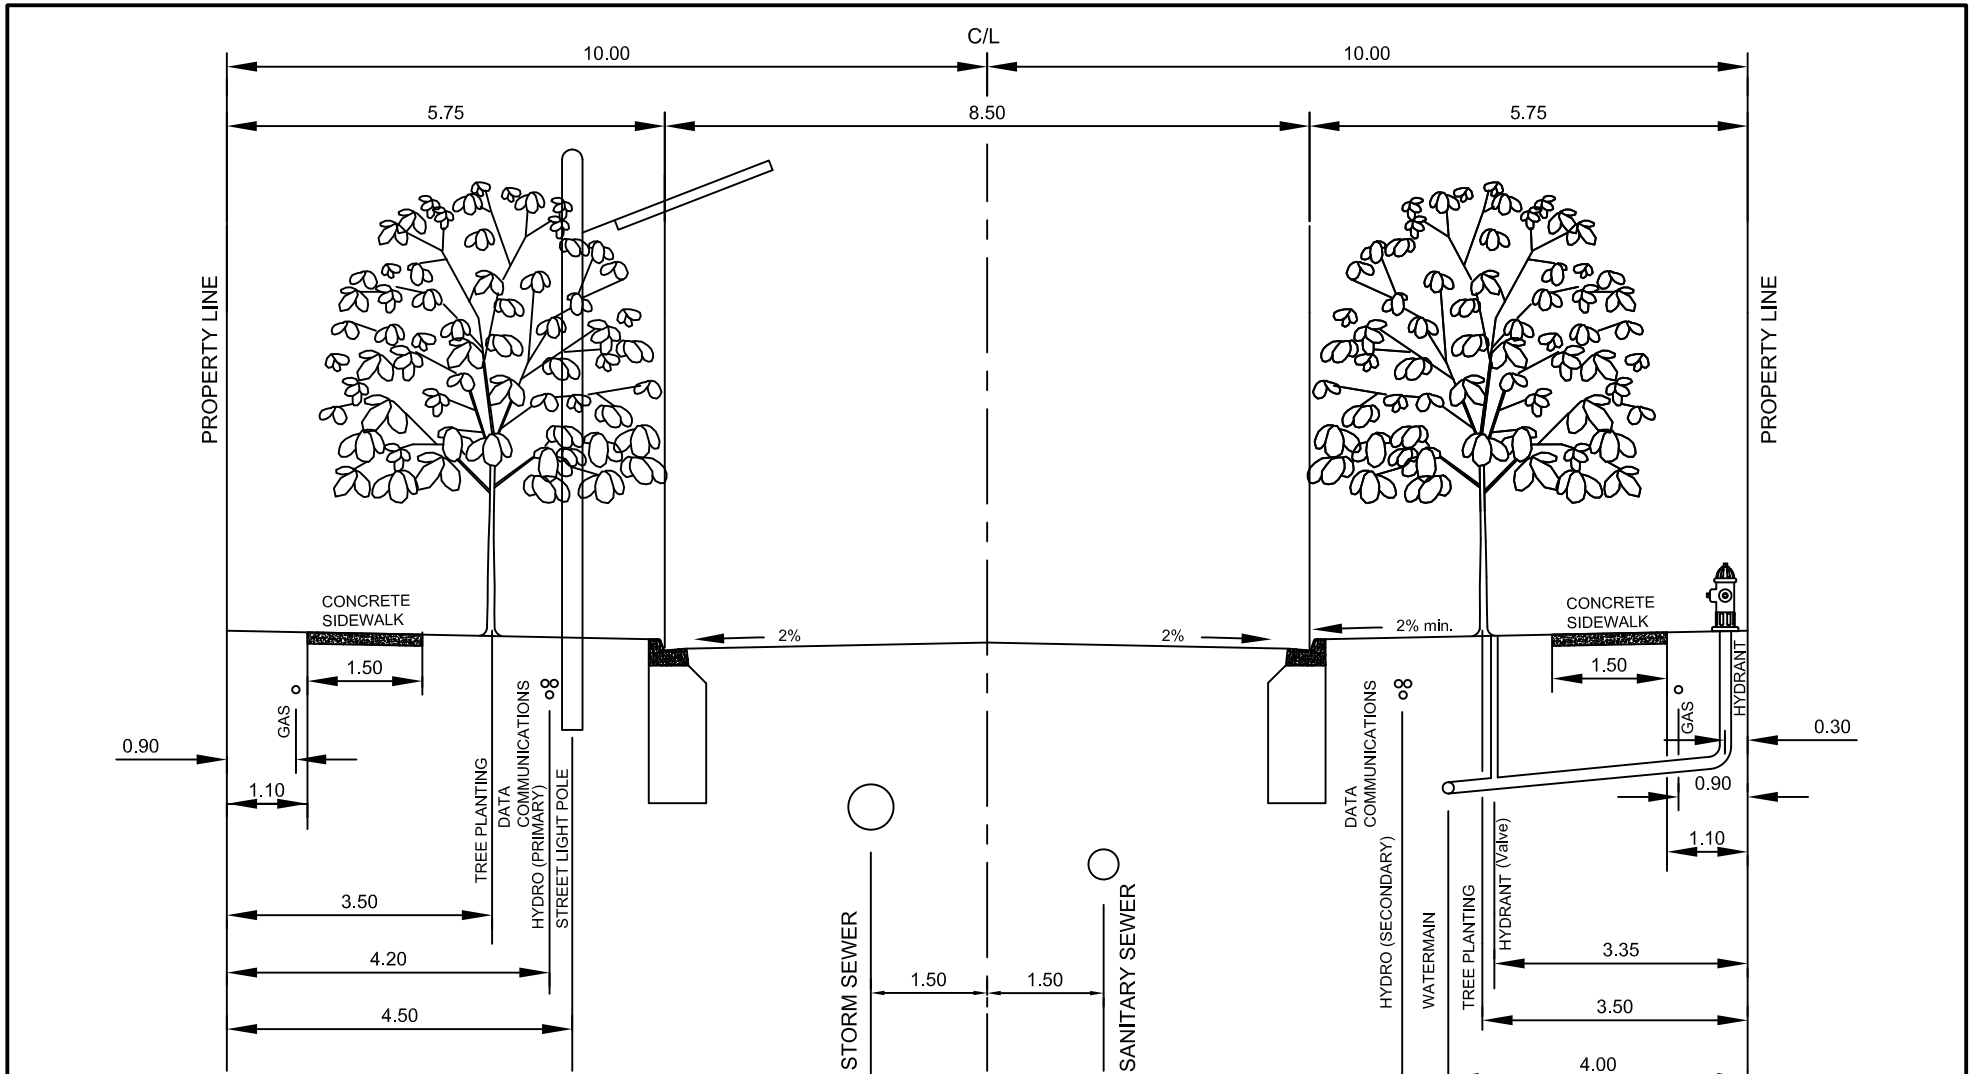 C/L
10.00
10.00
5.75
8.50
5.75
PROPERTY LINE
PROPERTY LINE
CONCRETE
SIDEWALK
2%
2%
2% min.
CONCRETE
SIDEWALK
1.50
1.50
GAS
GAS
HYDRANT
0.90
0.30
1.10
0.90
1.10
TREE PLANTING
DATA
COMMUNICATIONS
HYDRO (PRIMARY)
STREET LIGHT POLE
DATA
COMMUNICATIONS
HYDRO (SECONDARY)
WATERMAIN
TREE PLANTING
HYDRANT (Valve)
3.50
4.20
4.50
STORM SEWER
1.50
1.50
SANITARY SEWER
3.35
3.50
4.00